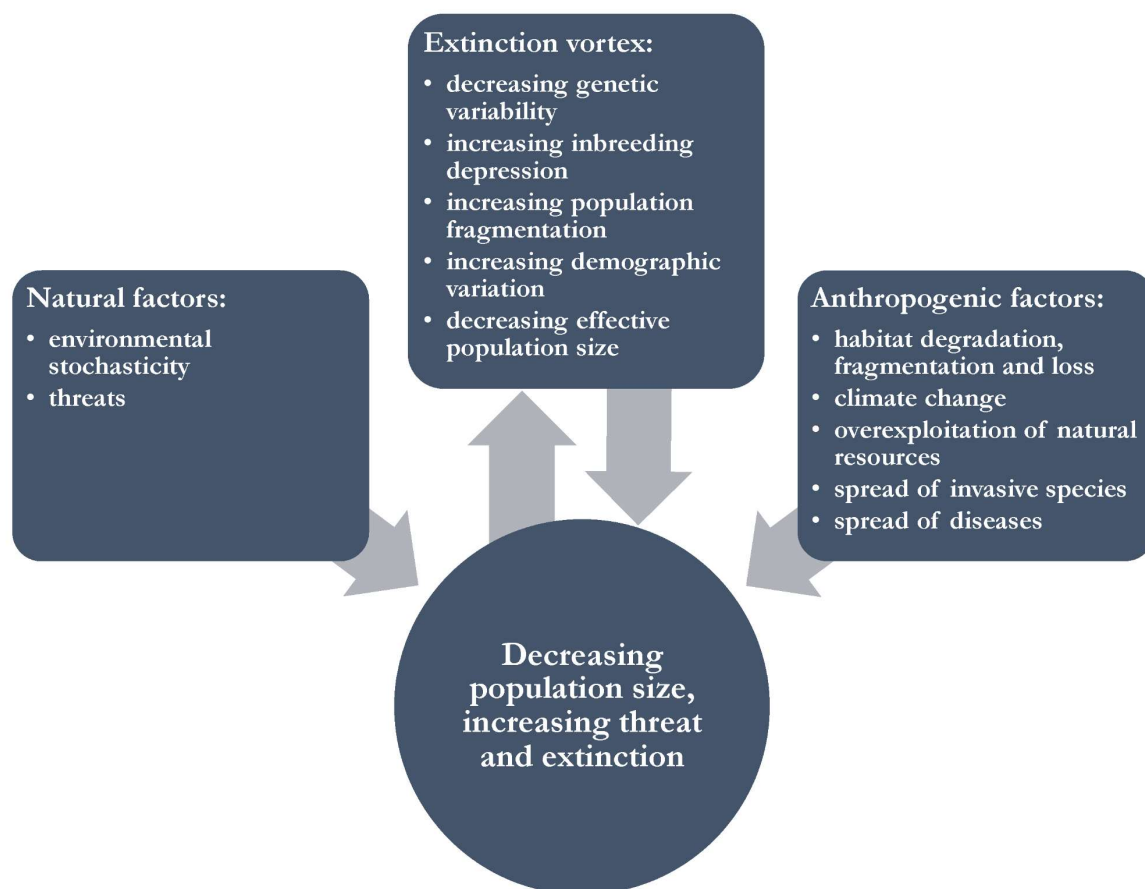 Extinction vortex:
• decreasing genetic
variability
• increasing inbreeding
depression
• increasing population
fragmentation
• increasing demographic
variation
• decreasing effective
population size
Natural factors:
• environmental
stochasticity
• threats
Anthropogenic factors:
• habitat degradation,
fragmentation and loss
• climate change
• overexploitation of natural
resources
• spread of invasive species
• spread of diseases
Decreasing
population size,
increasing threat
and extinction